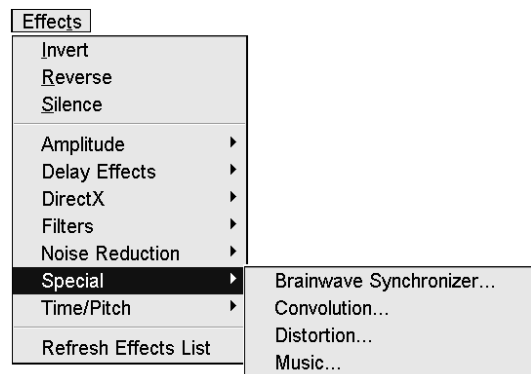 Effects
Invert
Reverse
Silence
Amplitude
Delay Effects
DirectX
Filters
Noise Reduction
Special
Time/Pitch
Refresh Effects List
Brainwave Synchronizer...
Convolution...
Distortion...
Music...